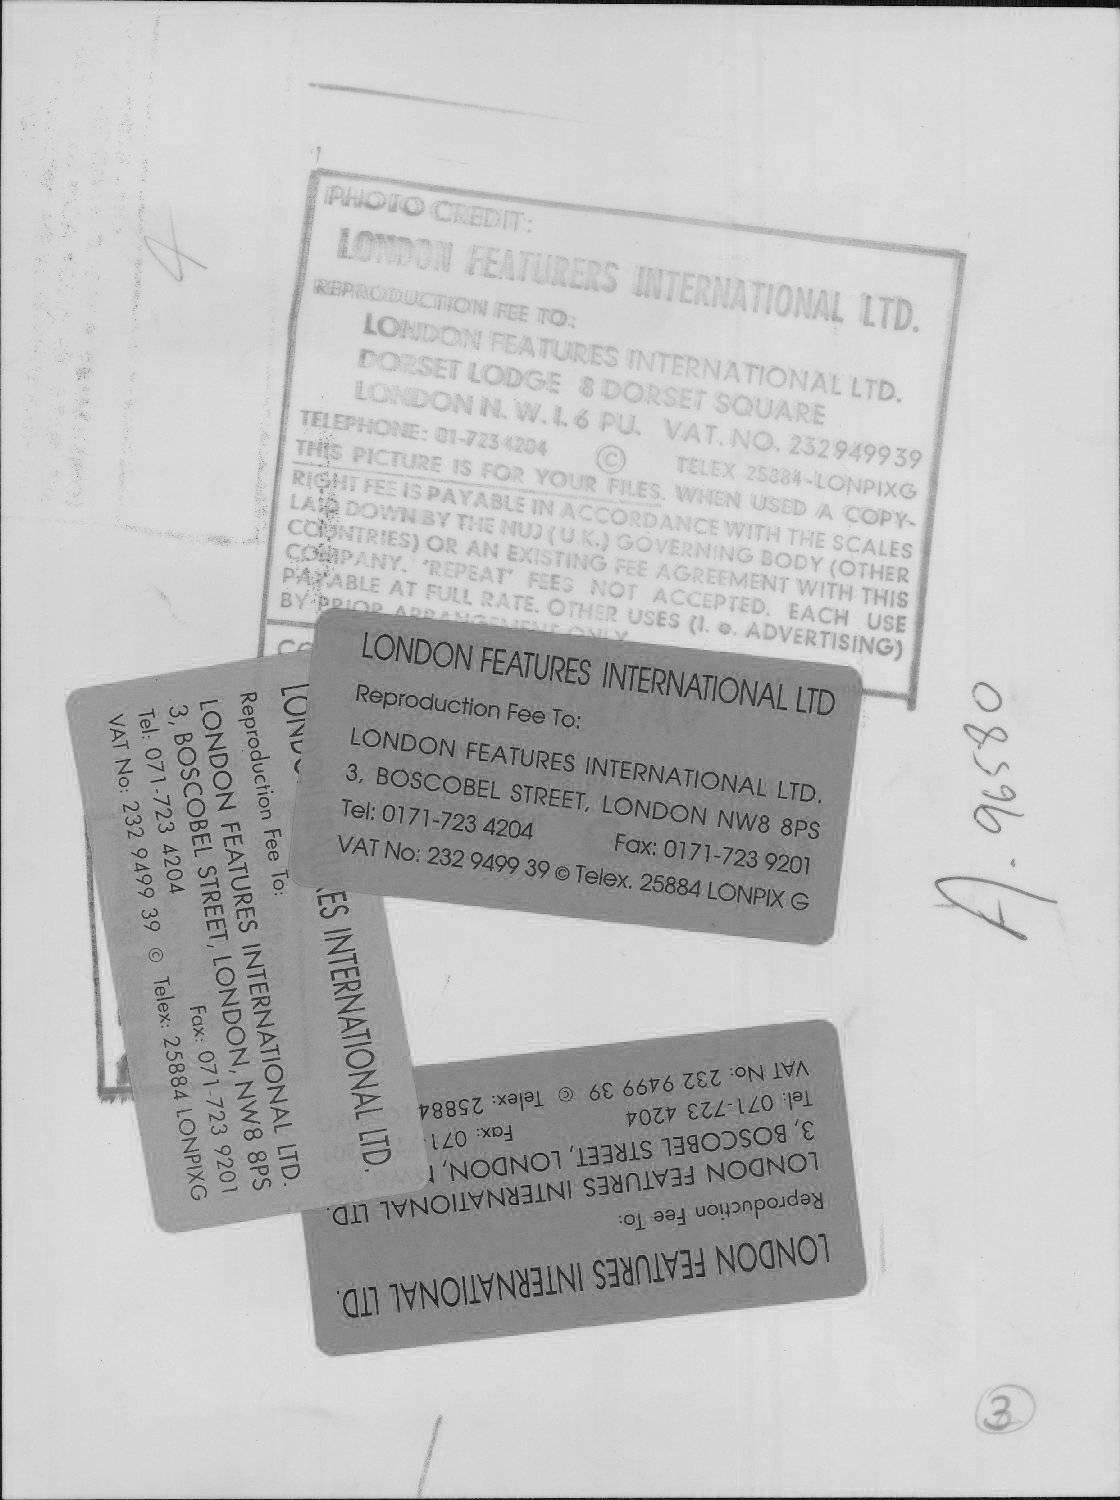 PHOTO CREDIT:
LONDON FEATURERS INTERNATIONAL LTD.
REPRODUCTION FEE TO:
LONDON FEATURES INTERNATIONAL LTD.
DORSET LODGE 8 DORSET SQUARE
LONDON N. W. 1. 6 PU. VAT. NO. 232949939
TELEPHONE: 01-723 4204 © TELEX 25884-LONPIXG
THIS PICTURE IS FOR YOUR FILES. WHEN USED A COPY-
RIGHT FEE IS PAYABLE IN ACCORDANCE WITH THE SCALES
LAID DOWN BY THE NUJ (U.K.) GOVERNING BODY (OTHER
COUNTRIES) OR AN EXISTING FEE AGREEMENT WITH THIS
COMPANY. 'REPEAT' FEES NOT ACCEPTED. EACH USE
PAYABLE AT FULL RATE. OTHER USES (I. e. ADVERTISING)
BY PRIOR ARRANGEMENT ONLY
LONDON FEATURES INTERNATIONAL LTD
Reproduction Fee To:
LONDON FEATURES INTERNATIONAL LTD.
3, BOSCOBEL STREET, LONDON NW8 8PS
Tel: 0171-723 4204 Fax: 0171-723 9201
VAT No: 232 9499 39 © Telex. 25884 LONPIX G
LOND RES INTERNATIONAL LTD.
Reproduction Fee To:
LONDON FEATURES INTERNATIONAL LTD.
3, BOSCOBEL STREET, LONDON, NW8 8PS
Tel: 071-723 4204 Fax: 071-723 9201
VAT No: 232 9499 39 © Telex: 25884 LONPIXG
LONDON FEATURES INTERNATIONAL LTD.
Reproduction Fee To:
LONDON FEATURES INTERNATIONAL LTD.
3, BOSCOBEL STREET, LONDON,
Tel: 071-723 4204 Fax: 071-
VAT No: 232 9499 39 © Telex: 25884
A. 96580
3